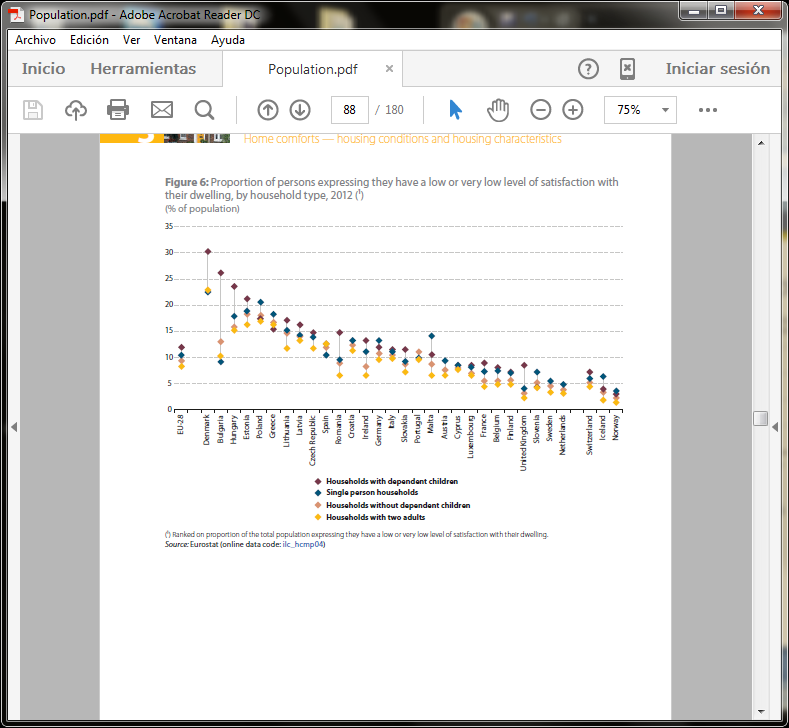 Population.pdf - Adobe Acrobat Reader DC
Archivo Edición Ver Ventana Ayuda
Inicio Herramientas Population.pdf × Iniciar sesión
88 / 180 75%
Home comforts — housing conditions and housing characteristics
Figure 6: Proportion of persons expressing they have a low or very low level of satisfaction with
their dwelling, by household type, 2012 (¹)
(% of population)
35
30
25
20
15
10
5
0
EU-28
Denmark
Bulgaria
Hungary
Estonia
Poland
Greece
Lithuania
Latvia
Czech Republic
Spain
Romania
Croatia
Ireland
Germany
Italy
Slovakia
Portugal
Malta
Austria
Cyprus
Luxembourg
France
Belgium
Finland
United Kingdom
Slovenia
Sweden
Netherlands
Switzerland
Iceland
Norway
Households with dependent children
Single person households
Households without dependent children
Households with two adults
(¹) Ranked on proportion of the total population expressing they have a low or very low level of satisfaction with their dwelling.
Source: Eurostat (online data code: ilc_hcmp04)